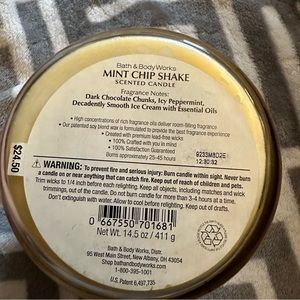 Bath & Body Works
MINT CHIP SHAKE
SCENTED CANDLE
Fragrance Notes:
Dark Chocolate Chunks, Icy Peppermint,
Decadently Smooth Ice Cream with Essential Oils
• High concentrations of rich fragrance oils deliver room-filling fragrance
• Our patented soy blend wax is formulated to provide the best fragrance experience
• Created with premium lead-free wicks
• 100% Crafted with you in mind
• 100% Satisfaction Guaranteed
Burns approximately 25-45 hours
9233M8D2E
12:30:32
$24.50
WARNING: To prevent fire and serious injury: Burn candle within sight. Never burn
a candle on or near anything that can catch fire. Keep out of reach of children and pets.
Trim wicks to 1/4 inch before relighting. Keep all objects, including matches and wick
trimmings, out of the candle. Do not burn candle for more than 3-4 hours at a time.
Don't extinguish with water. Allow to cool before relighting. Keep out of drafts.
0 667550 701681
Net Wt. 14.5 oz / 411 g
Bath & Body Works, Distr.
95 West Main Street, New Albany, OH 43054
Shop bathandbodyworks.com
1-800-395-1001
U.S. Patent 6,497,735